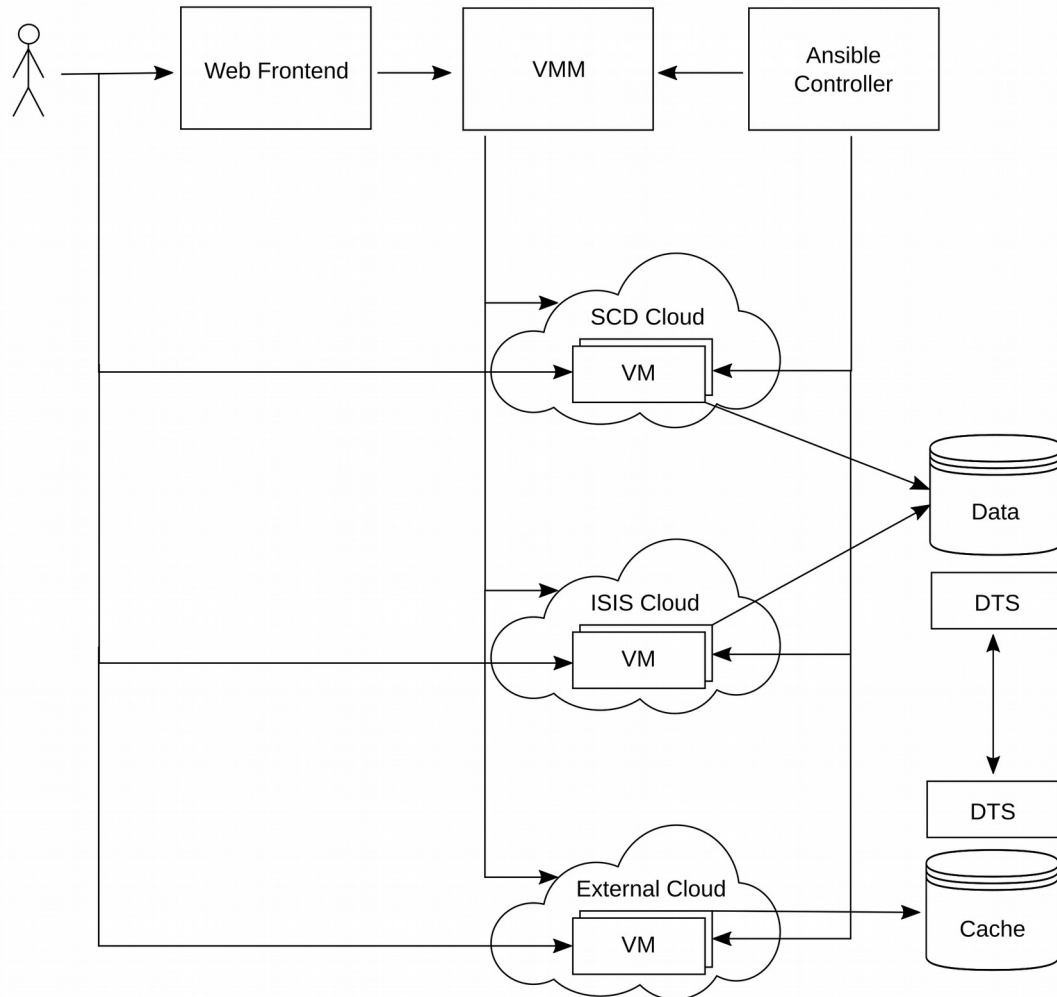 Web Frontend
VMM
Ansible
Controller
SCD Cloud
VM
Data
ISIS Cloud
VM
DTS
DTS
External Cloud
VM
Cache